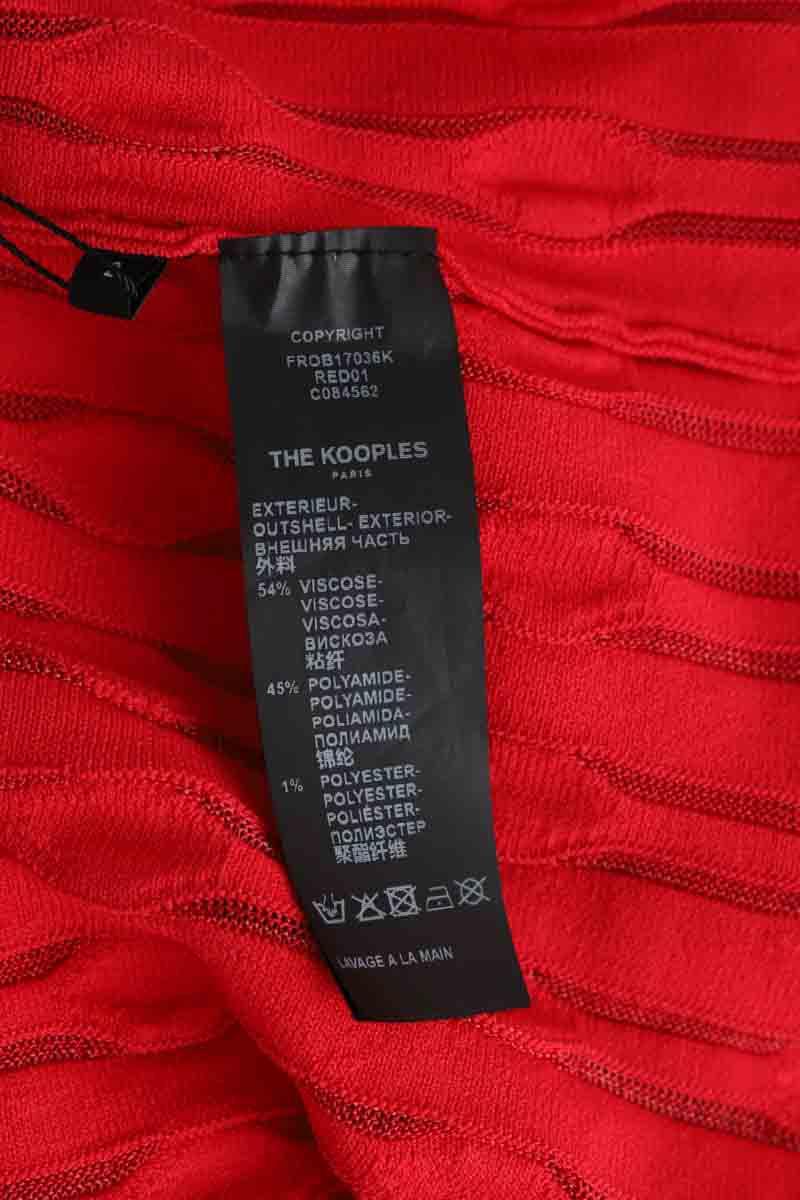 COPYRIGHT
FROB17036K
RED01
C084562
THE KOOPLES
PARIS
EXTERIEUR-
OUTSHELL- EXTERIOR-
ВНЕШНЯЯ ЧАСТЬ
外料
54% VISCOSE-
VISCOSE-
VISCOSA-
ВИСКОЗА
粘纤
45% POLYAMIDE-
POLYAMIDE-
POLIAMIDA-
ПОЛИАМИД
锦纶
1% POLYESTER-
POLYESTER-
POLIÉSTER-
ПОЛИЭСТЕР
聚酯纤维
LAVAGE A LA MAIN